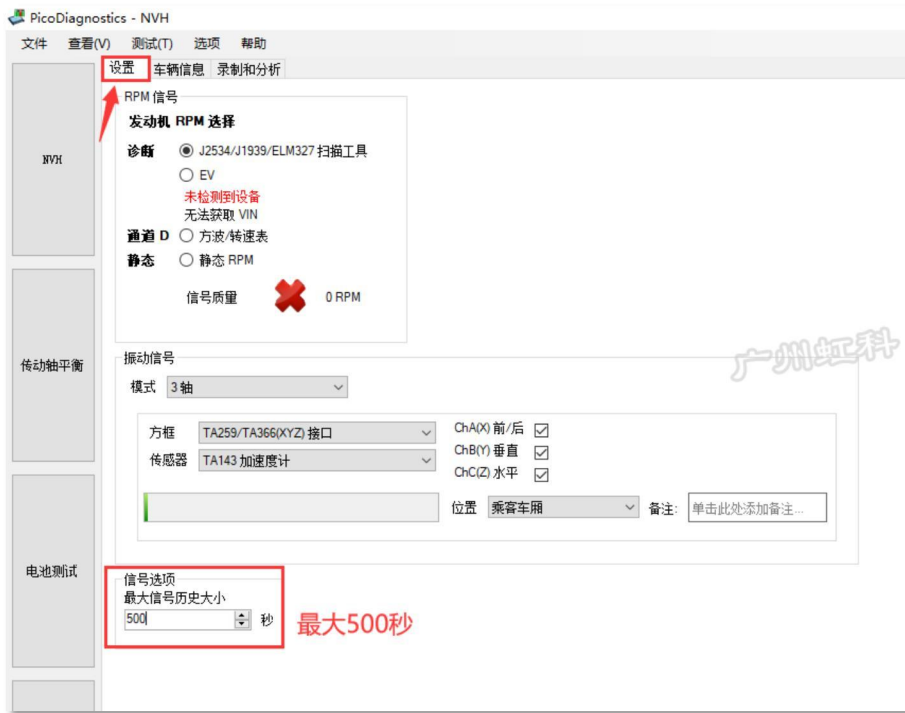 PicoDiagnostics - NVH
文件 查看(V) 测试(T) 选项 帮助
设置 车辆信息 录制和分析
NVH
传动轴平衡
电池测试
RPM 信号
发动机 RPM 选择
诊断 J2534/J1939/ELM327 扫描工具
EV
未检测到设备
无法获取 VIN
通道 D 方波/转速表
静态 静态 RPM
信号质量 0 RPM
广州虹科
振动信号
模式 3 轴
方框 TA259/TA366(XYZ) 接口
传感器 TA143 加速度计
ChA(X) 前/后
ChB(Y) 垂直
ChC(Z) 水平
位置 乘客车厢 备注: 单击此处添加备注...
信号选项
最大信号历史大小
500 秒
最大500秒